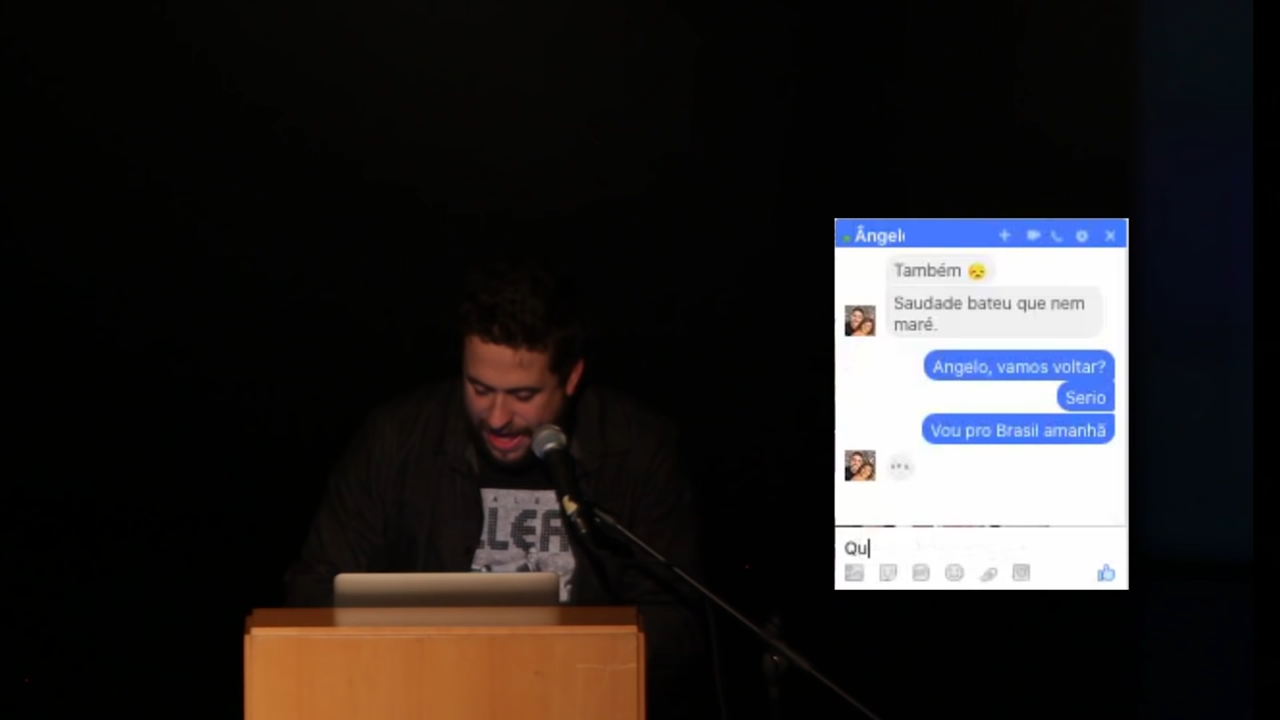 Ângel
Também 😞
Saudade bateu que nem
maré.
Angelo, vamos voltar?
Serio
Vou pro Brasil amanhã
Qu